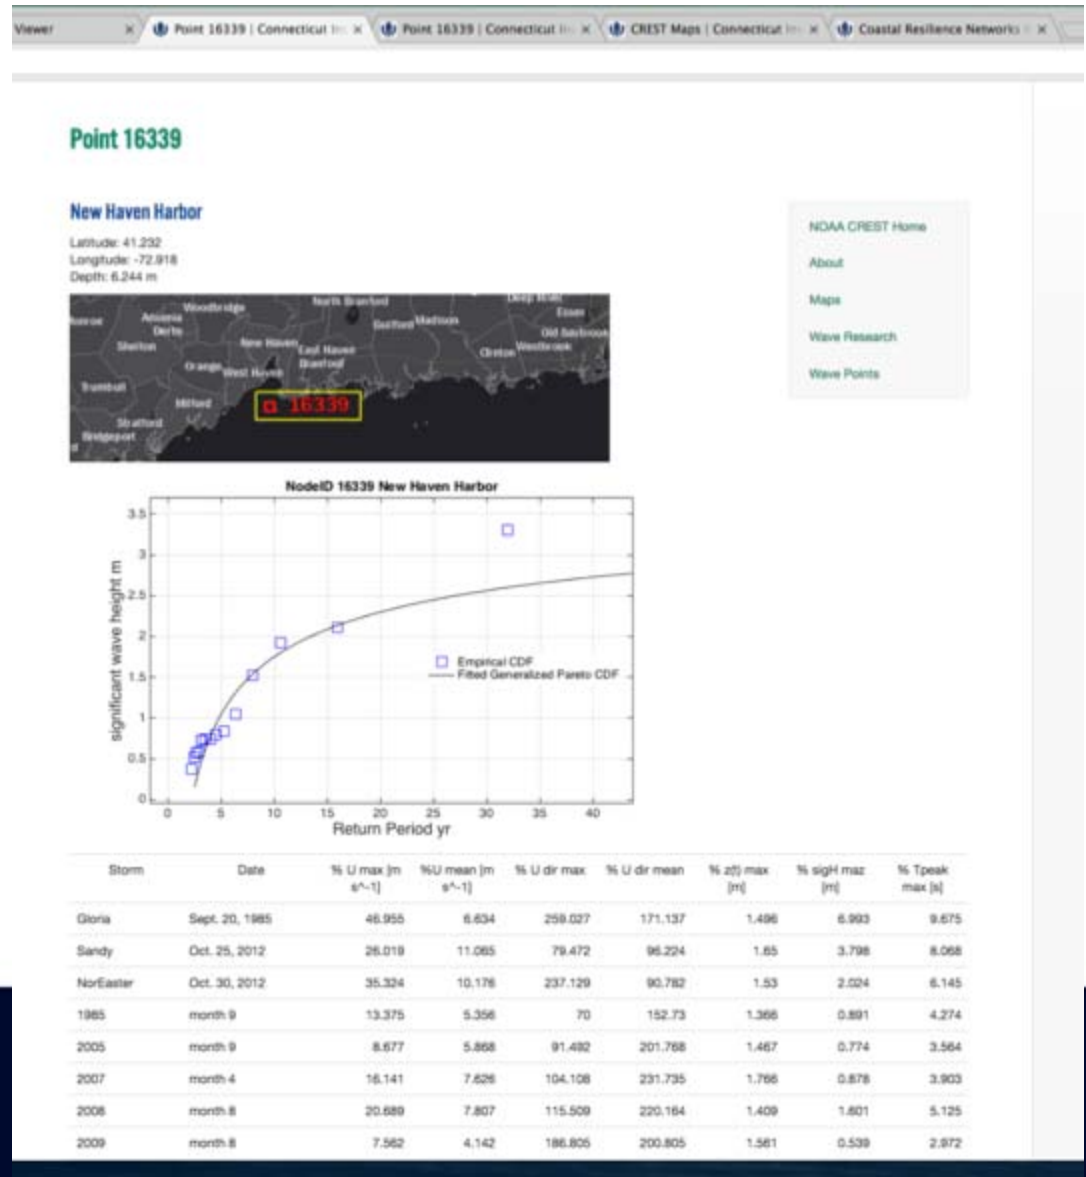 Viewer
Point 16339 | Connecticut
Point 16339 | Connecticut
CREST Maps | Connecticut
Coastal Resilience Networks
Point 16339
New Haven Harbor
Latitude: 41.232
Longitude: -72.918
Depth: 6.244 m
NOAA CREST Home
About
Maps
Wave Research
Wave Points
Woodbridge
North Branford
Deep River
Essex
Ansonia
Derby
Guilford
Madison
Old Saybrook
Shelton
New Haven
East Haven
Clinton
Westbrook
Orange
West Haven
Branford
Trumbull
Milford
16339
Stratford
Bridgeport
NodeID 16339 New Haven Harbor
3.5
3
2.5
2
1.5
1
0.5
0
significant wave height m
Empirical CDF
Fitted Generalized Pareto CDF
0 5 10 15 20 25 30 35 40
Return Period yr
Storm Date % U max [m s^-1] %U mean [m s^-1] % U dir max % U dir mean % z(t) max [m] % sigH maz [m] % Tpeak max [s]
Gloria Sept. 20, 1985 46.955 6.634 259.027 171.137 1.496 6.993 9.675
Sandy Oct. 25, 2012 26.019 11.065 79.472 96.224 1.65 3.798 8.068
NorEaster Oct. 30, 2012 35.324 10.176 237.129 90.782 1.53 2.024 6.145
1985 month 9 13.375 5.356 70 152.73 1.366 0.891 4.274
2005 month 9 8.677 5.868 91.492 201.768 1.467 0.774 3.564
2007 month 4 16.141 7.626 104.108 231.735 1.766 0.878 3.903
2008 month 8 20.689 7.807 115.509 220.164 1.409 1.601 5.125
2009 month 8 7.562 4.142 186.805 200.805 1.561 0.539 2.972